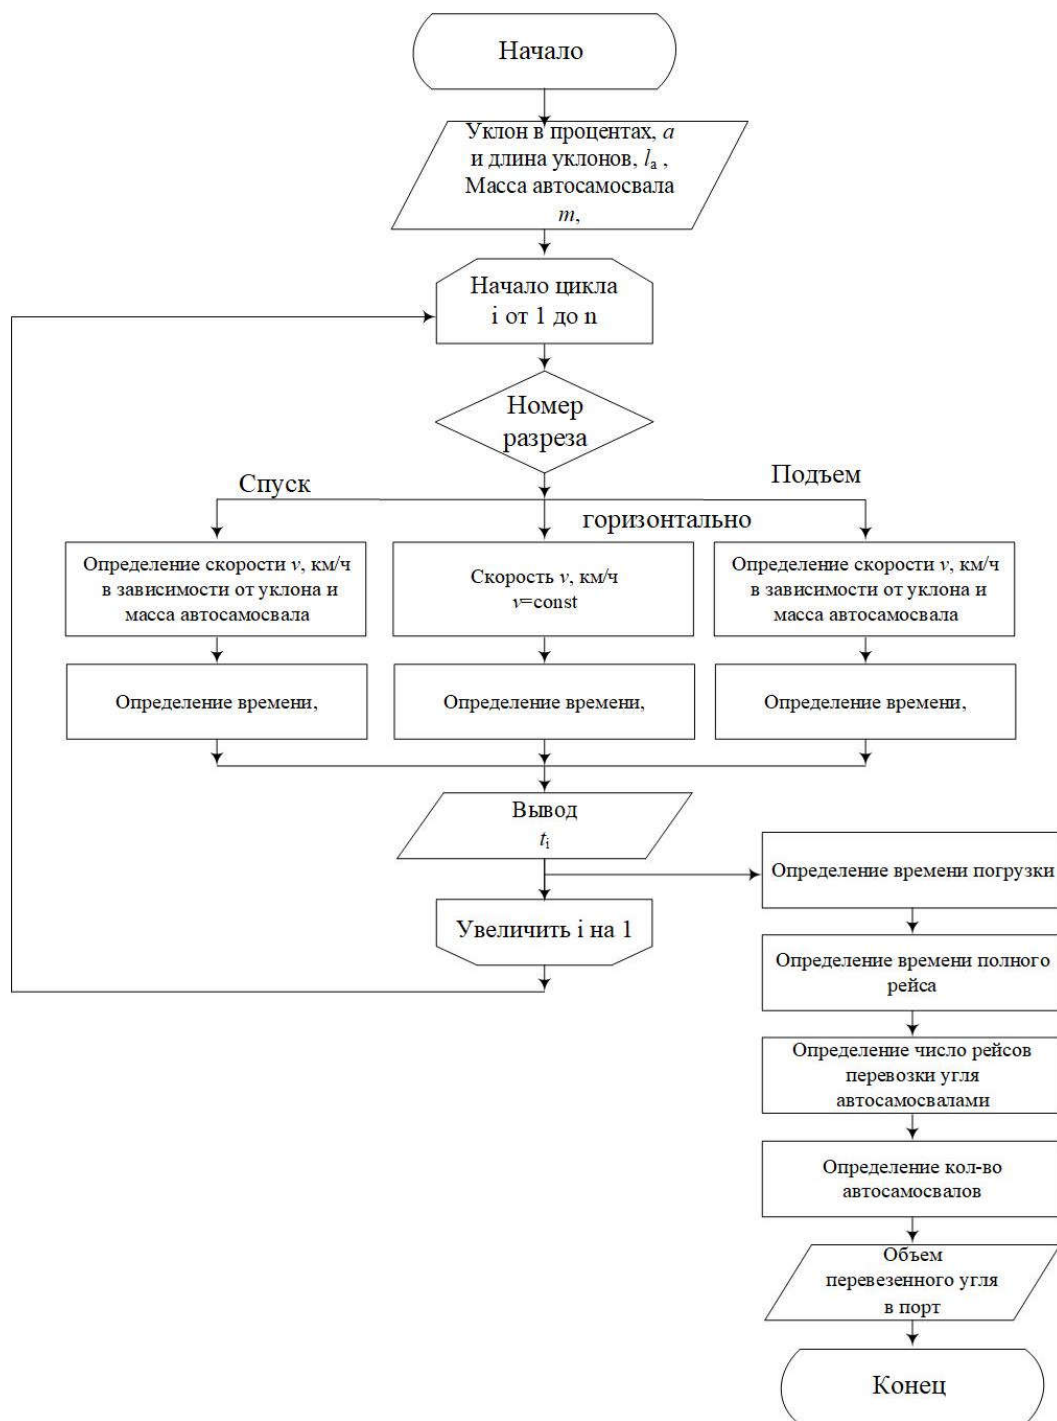 Начало
Уклон в процентах, a
и длина уклонов, lа ,
Масса автосамосвала
m,
Начало цикла
i от 1 до n
Номер
разреза
Спуск
Подъем
горизонтально
Определение скорости v, км/ч
в зависимости от уклона и
масса автосамосвала
Скорость v, км/ч
v=const
Определение скорости v, км/ч
в зависимости от уклона и
масса автосамосвала
Определение времени,
Определение времени,
Определение времени,
Вывод
ti
Увеличить i на 1
Определение времени погрузки
Определение времени полного
рейса
Определение число рейсов
перевозки угля
автосамосвалами
Определение кол-во
автосамосвалов
Объем
перевезенного угля
в порт
Конец